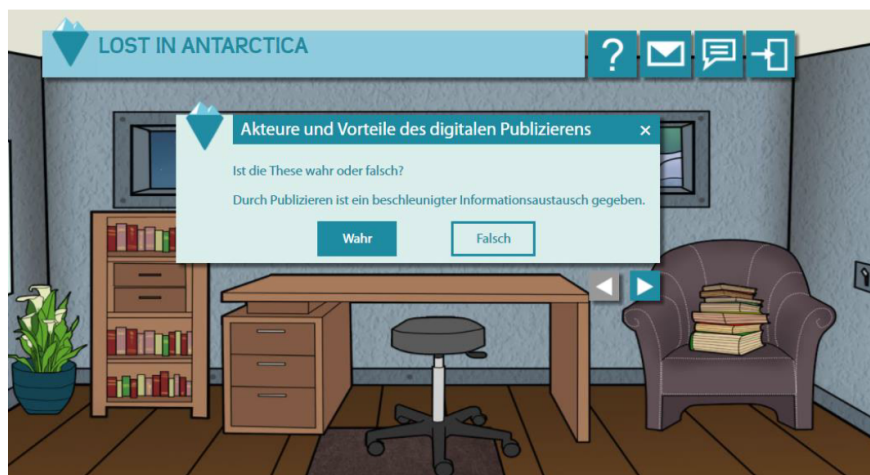 LOST IN ANTARCTICA
?
Akteure und Vorteile des digitalen Publizierens ×
Ist die These wahr oder falsch?
Durch Publizieren ist ein beschleunigter Informationsaustausch gegeben.
Wahr Falsch